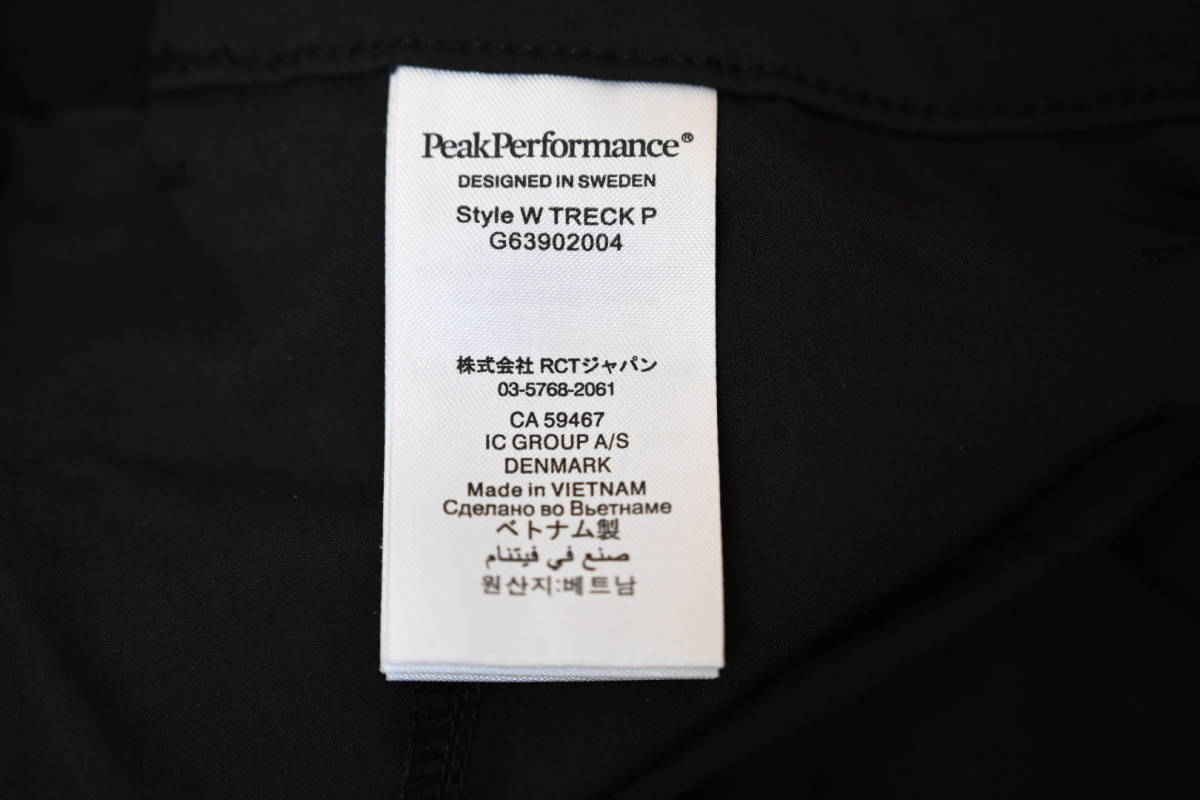 PeakPerformance®
DESIGNED IN SWEDEN
Style W TRECK P
G63902004
株式会社 RCTジャパン
03-5768-2061
CA 59467
IC GROUP A/S
DENMARK
Made in VIETNAM
Сделано во Вьетнаме
ベトナム製
صنع في فيتنام
원산지:베트남